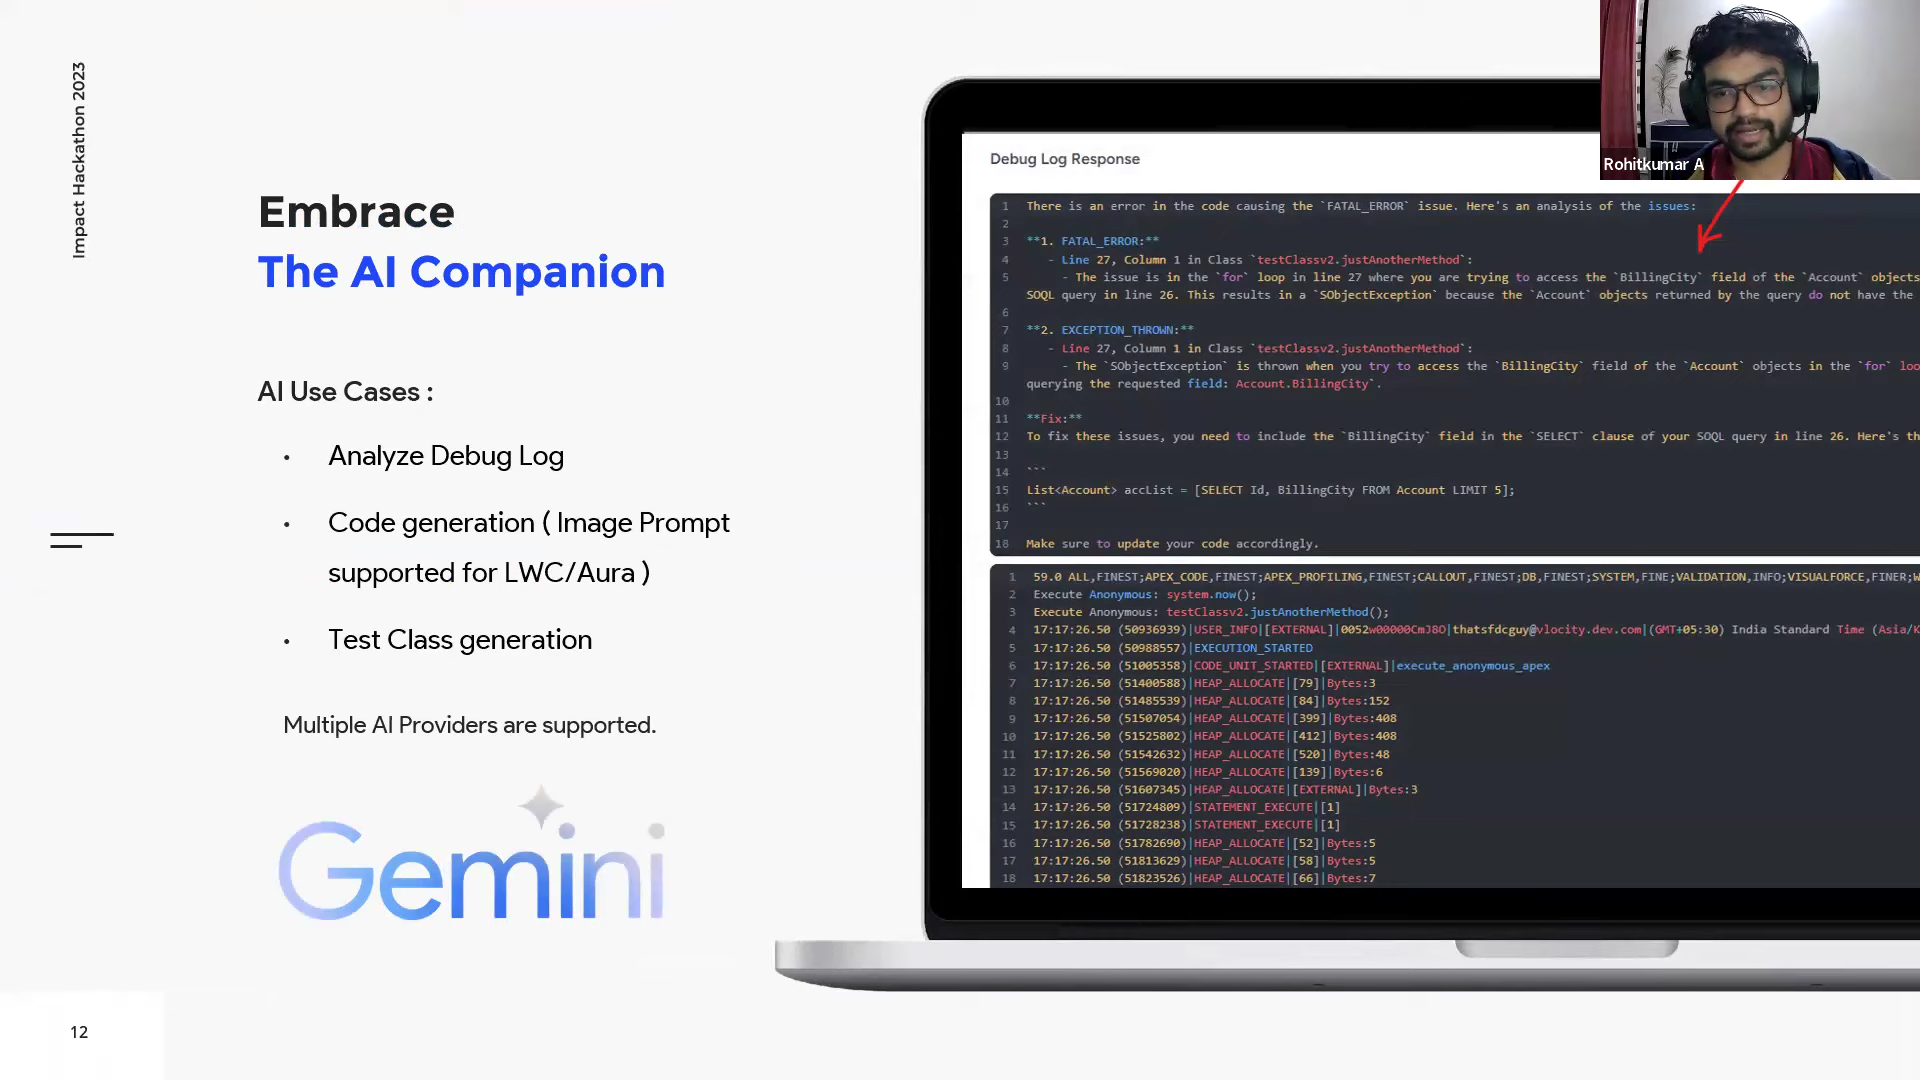 Impact Hackathon 2023
Embrace
The AI Companion
AI Use Cases :
• Analyze Debug Log
• Code generation ( Image Prompt
supported for LWC/Aura )
• Test Class generation
Multiple AI Providers are supported.
Gemini
12
Rohitkumar A
Debug Log Response
1 There is an error in the code causing the `FATAL_ERROR` issue. Here's an analysis of the issues:
2
3 **1. FATAL_ERROR:**
4 - Line 27, Column 1 in Class `testClassv2.justAnotherMethod`:
5 - The issue is in the `for` loop in line 27 where you are trying to access the `BillingCity` field of the `Account` objects
SOQL query in line 26. This results in a `SObjectException` because the `Account` objects returned by the query do not have the
6
7 **2. EXCEPTION_THROWN:**
8 - Line 27, Column 1 in Class `testClassv2.justAnotherMethod`:
9 - The `SObjectException` is thrown when you try to access the `BillingCity` field of the `Account` objects in the `for` loo
querying the requested field: Account.BillingCity`.
10
11 **Fix:**
12 To fix these issues, you need to include the `BillingCity` field in the `SELECT` clause of your SOQL query in line 26. Here's th
13
14 ```
15 List<Account> accList = [SELECT Id, BillingCity FROM Account LIMIT 5];
16 ```
17
18 Make sure to update your code accordingly.
1 59.0 ALL,FINEST;APEX_CODE,FINEST;APEX_PROFILING,FINEST;CALLOUT,FINEST;DB,FINEST;SYSTEM,FINE;VALIDATION,INFO;VISUALFORCE,FINER;W
2 Execute Anonymous: system.now();
3 Execute Anonymous: testClassv2.justAnotherMethod();
4 17:17:26.50 (50936939)|USER_INFO|[EXTERNAL]|0052w00000CmJ8O|thatsfdcguy@vlocity.dev.com|(GMT+05:30) India Standard Time (Asia/K
5 17:17:26.50 (50988557)|EXECUTION_STARTED
6 17:17:26.50 (51005358)|CODE_UNIT_STARTED|[EXTERNAL]|execute_anonymous_apex
7 17:17:26.50 (51400588)|HEAP_ALLOCATE|[79]|Bytes:3
8 17:17:26.50 (51485539)|HEAP_ALLOCATE|[84]|Bytes:152
9 17:17:26.50 (51507054)|HEAP_ALLOCATE|[399]|Bytes:408
10 17:17:26.50 (51525802)|HEAP_ALLOCATE|[412]|Bytes:408
11 17:17:26.50 (51542632)|HEAP_ALLOCATE|[520]|Bytes:48
12 17:17:26.50 (51569020)|HEAP_ALLOCATE|[139]|Bytes:6
13 17:17:26.50 (51607345)|HEAP_ALLOCATE|[EXTERNAL]|Bytes:3
14 17:17:26.50 (51724809)|STATEMENT_EXECUTE|[1]
15 17:17:26.50 (51728238)|STATEMENT_EXECUTE|[1]
16 17:17:26.50 (51782690)|HEAP_ALLOCATE|[52]|Bytes:5
17 17:17:26.50 (51813629)|HEAP_ALLOCATE|[58]|Bytes:5
18 17:17:26.50 (51823526)|HEAP_ALLOCATE|[66]|Bytes:7